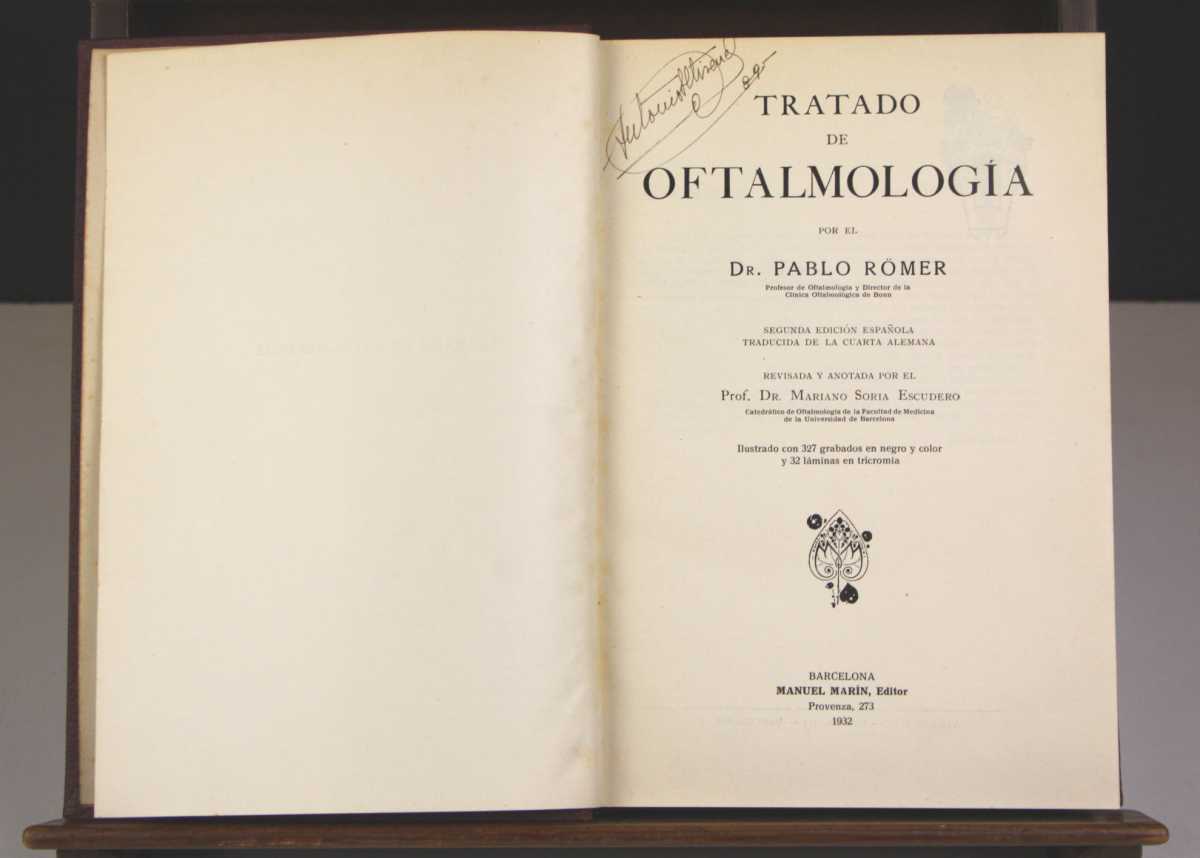 TRATADO
DE
OFTALMOLOGÍA
POR EL
DR. PABLO RÖMER
Profesor de Oftalmología y Director de la
Clínica Oftalmológica de Bonn
SEGUNDA EDICIÓN ESPAÑOLA
TRADUCIDA DE LA CUARTA ALEMANA
REVISADA Y ANOTADA POR EL
Prof. DR. MARIANO SORIA ESCUDERO
Catedrático de Oftalmología de la Facultad de Medicina
de la Universidad de Barcelona
Ilustrado con 327 grabados en negro y color
y 32 láminas en tricromía
BARCELONA
MANUEL MARÍN, Editor
Provenza, 273
1932